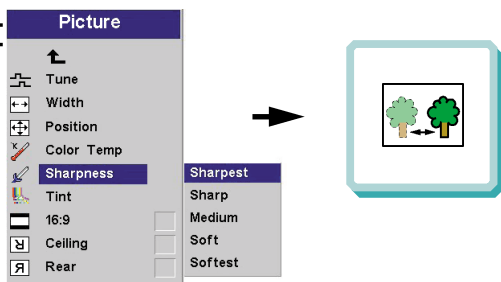 Picture
Tune
Width
Position
K
Color Temp
Sharpness
Tint
16:9
Ceiling
Rear
Sharpest
Sharp
Medium
Soft
Softest